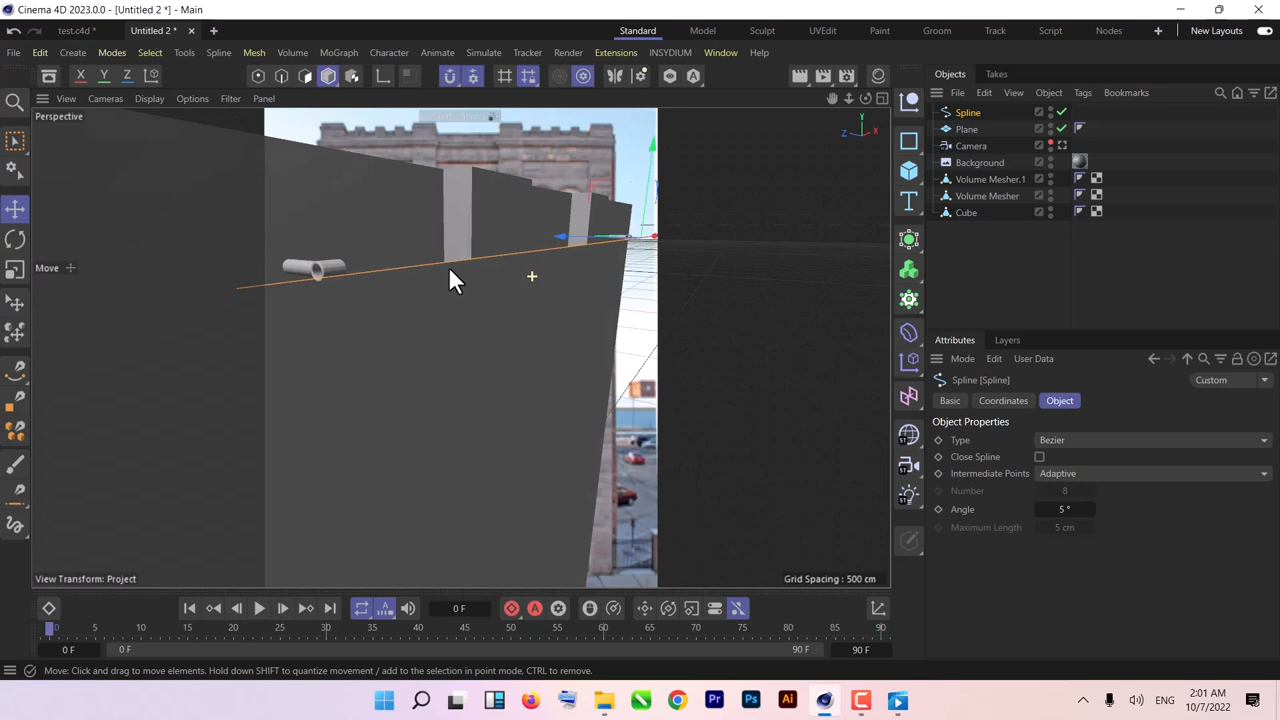 Cinema 4D 2023.0.0 - [Untitled 2 *] - Main
test.c4d * Untitled 2 * Standard Model Sculpt UVEdit Paint Groom Track Script Nodes New Layouts
File Edit Create Modes Select Tools Spline Mesh Volume MoGraph Character Animate Simulate Tracker Render Extensions INSYDIUM Window Help
X Y Z
Objects Takes
View Cameras Display Options Filter Panel
File Edit View Object Tags Bookmarks
Perspective
Y X Z
Spline
Plane
Camera
Background
Volume Mesher.1
Volume Mesher
Cube
Move
Attributes Layers
Mode Edit User Data
Spline [Spline] Custom
Basic Coordinates Object
Object Properties
Type Bezier
Close Spline
Intermediate Points Adaptive
Number 8
Angle 5 °
Maximum Length 5 cm
ST
ST
ST
View Transform: Project Grid Spacing : 500 cm
0 F
0 5 10 15 20 25 30 35 40 45 50 55 60 65 70 75 80 85 90
0 F 0 F 90 F 90 F
Move: Click and drag to move elements. Hold down SHIFT to quantize movement / add to the selection in point mode, CTRL to remove.
Pr Ps Ai
ENG 2:01 AM
10/7/2022